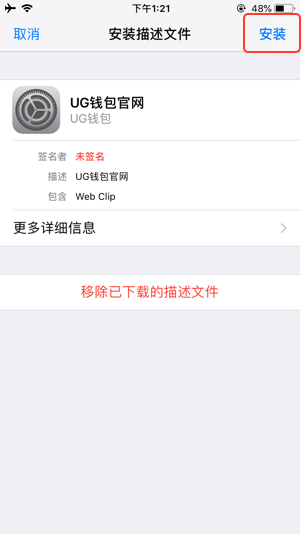 下午1:21
48%
取消
安装描述文件
安装
UG钱包官网
UG钱包
签名者 未签名
描述 UG钱包官网
包含 Web Clip
更多详细信息
移除已下载的描述文件